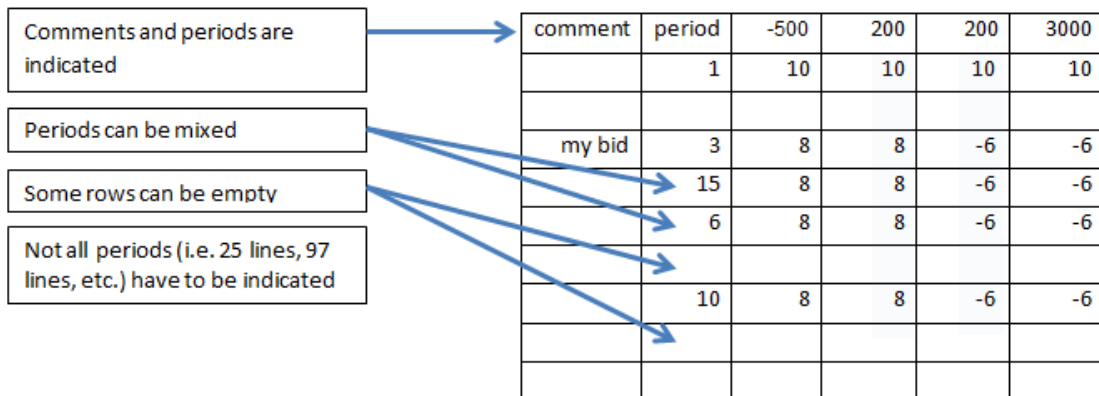 Comments and periods are
indicated
Periods can be mixed
Some rows can be empty
Not all periods (i.e. 25 lines, 97
lines, etc.) have to be indicated
comment period -500 200 200 3000
1 10 10 10 10
my bid 3 8 8 -6 -6
15 8 8 -6 -6
6 8 8 -6 -6
10 8 8 -6 -6